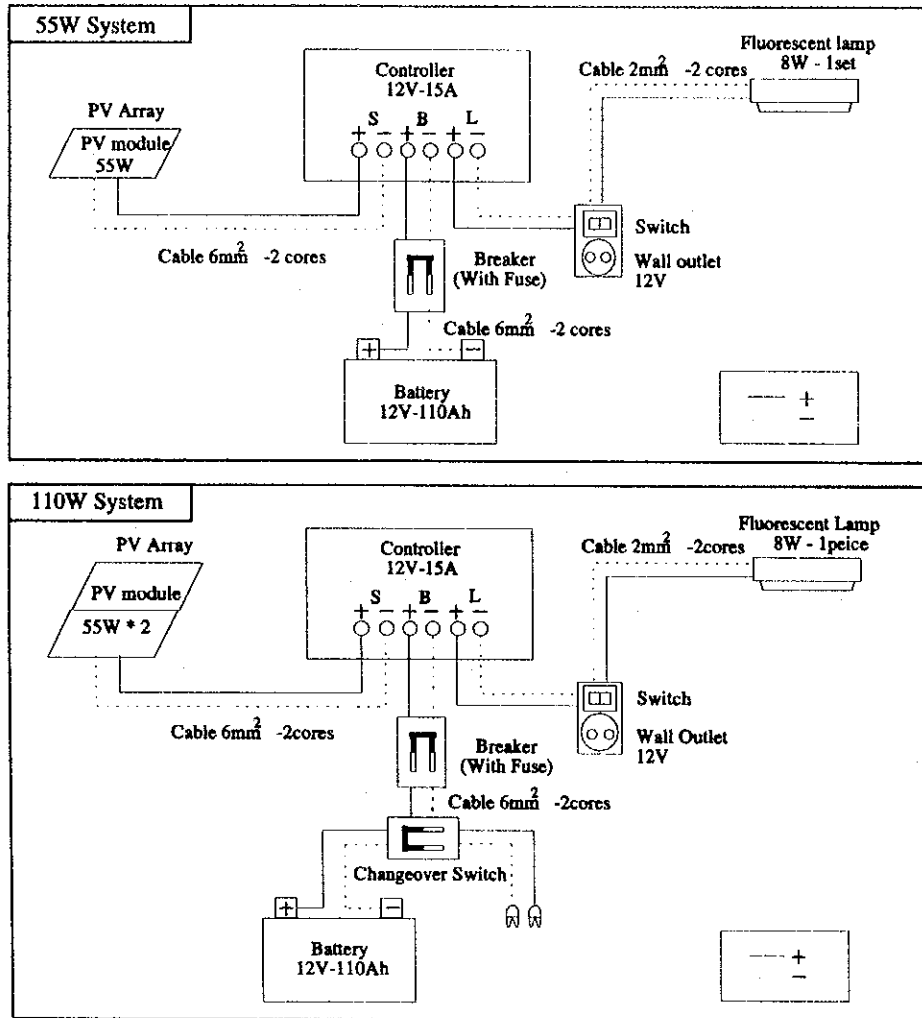 55W System
PV Array
PV module
55W
Controller
12V-15A
S B L
+ − + − + −
Cable 6mm² -2 cores
Cable 2mm² -2 cores
Fluorescent lamp
8W - 1set
Switch
Wall outlet
12V
Breaker
(With Fuse)
Cable 6mm² -2 cores
+ −
Battery
12V-110Ah
+
−
110W System
PV Array
PV module
55W * 2
Controller
12V-15A
S B L
+ − + − + −
Cable 6mm² -2cores
Cable 2mm² -2cores
Fluorescent Lamp
8W - 1peice
Switch
Wall Outlet
12V
Breaker
(With Fuse)
Cable 6mm² -2cores
Changeover Switch
+ −
Battery
12V-110Ah
+
−